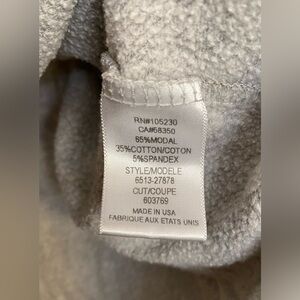 RN#105230
CA#68350
65%MODAL
35%COTTON/COTON
5%SPANDEX
STYLE/MODELE
6513-27878
CUT/COUPE
603769
MADE IN USA
FABRIQUE AUX ETATS UNIS